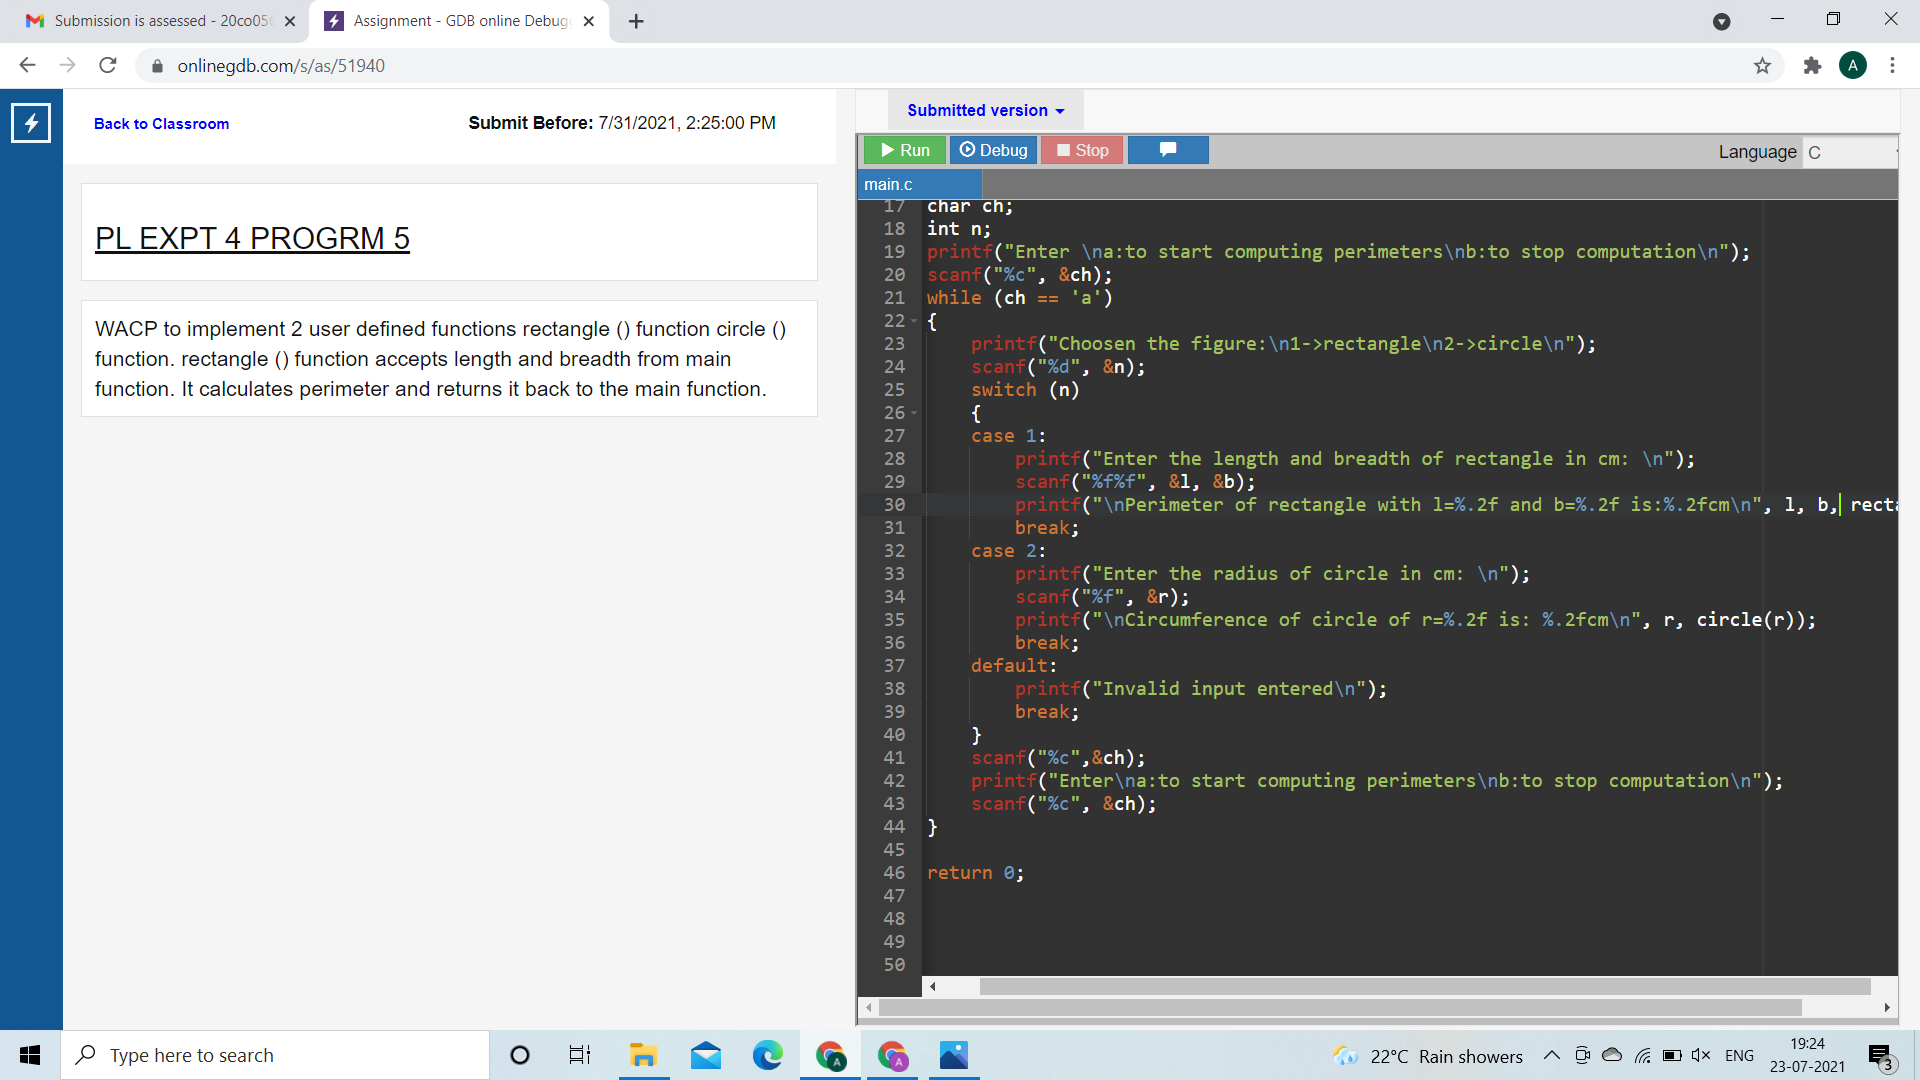 Submission is assessed - 20co05
Assignment - GDB online Debug
onlinegdb.com/s/as/51940
A
Back to Classroom
Submit Before: 7/31/2021, 2:25:00 PM
PL EXPT 4 PROGRM 5
WACP to implement 2 user defined functions rectangle () function circle ()
function. rectangle () function accepts length and breadth from main
function. It calculates perimeter and returns it back to the main function.
Submitted version
Run
Debug
Stop
Language C
main.c
17 char ch;
18 int n;
19 printf("Enter \na:to start computing perimeters\nb:to stop computation\n");
20 scanf("%c", &ch);
21 while (ch == 'a')
22 {
23 printf("Choosen the figure:\n1->rectangle\n2->circle\n");
24 scanf("%d", &n);
25 switch (n)
26 {
27 case 1:
28 printf("Enter the length and breadth of rectangle in cm: \n");
29 scanf("%f%f", &l, &b);
30 printf("\nPerimeter of rectangle with l=%.2f and b=%.2f is:%.2fcm\n", l, b, recta
31 break;
32 case 2:
33 printf("Enter the radius of circle in cm: \n");
34 scanf("%f", &r);
35 printf("\nCircumference of circle of r=%.2f is: %.2fcm\n", r, circle(r));
36 break;
37 default:
38 printf("Invalid input entered\n");
39 break;
40 }
41 scanf("%c",&ch);
42 printf("Enter\na:to start computing perimeters\nb:to stop computation\n");
43 scanf("%c", &ch);
44 }
45
46 return 0;
47
48
49
50
Type here to search
A
A
22°C Rain showers
ENG
19:24
23-07-2021
3